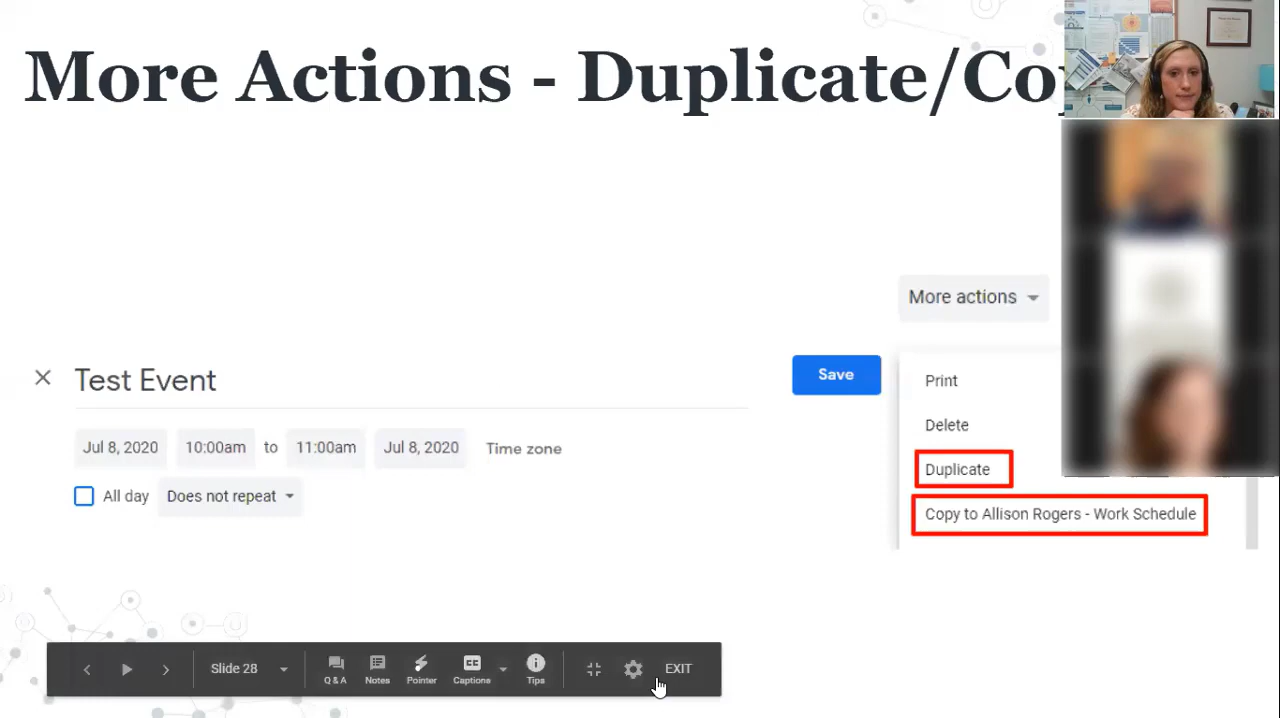 More Actions - Duplicate/Co
More actions
Test Event
Save
Print
Jul 8, 2020 10:00am to 11:00am Jul 8, 2020 Time zone
Delete
All day Does not repeat
Duplicate
Copy to Allison Rogers - Work Schedule
Slide 28
Q & A
Notes
Pointer
CC
Captions
Tips
EXIT